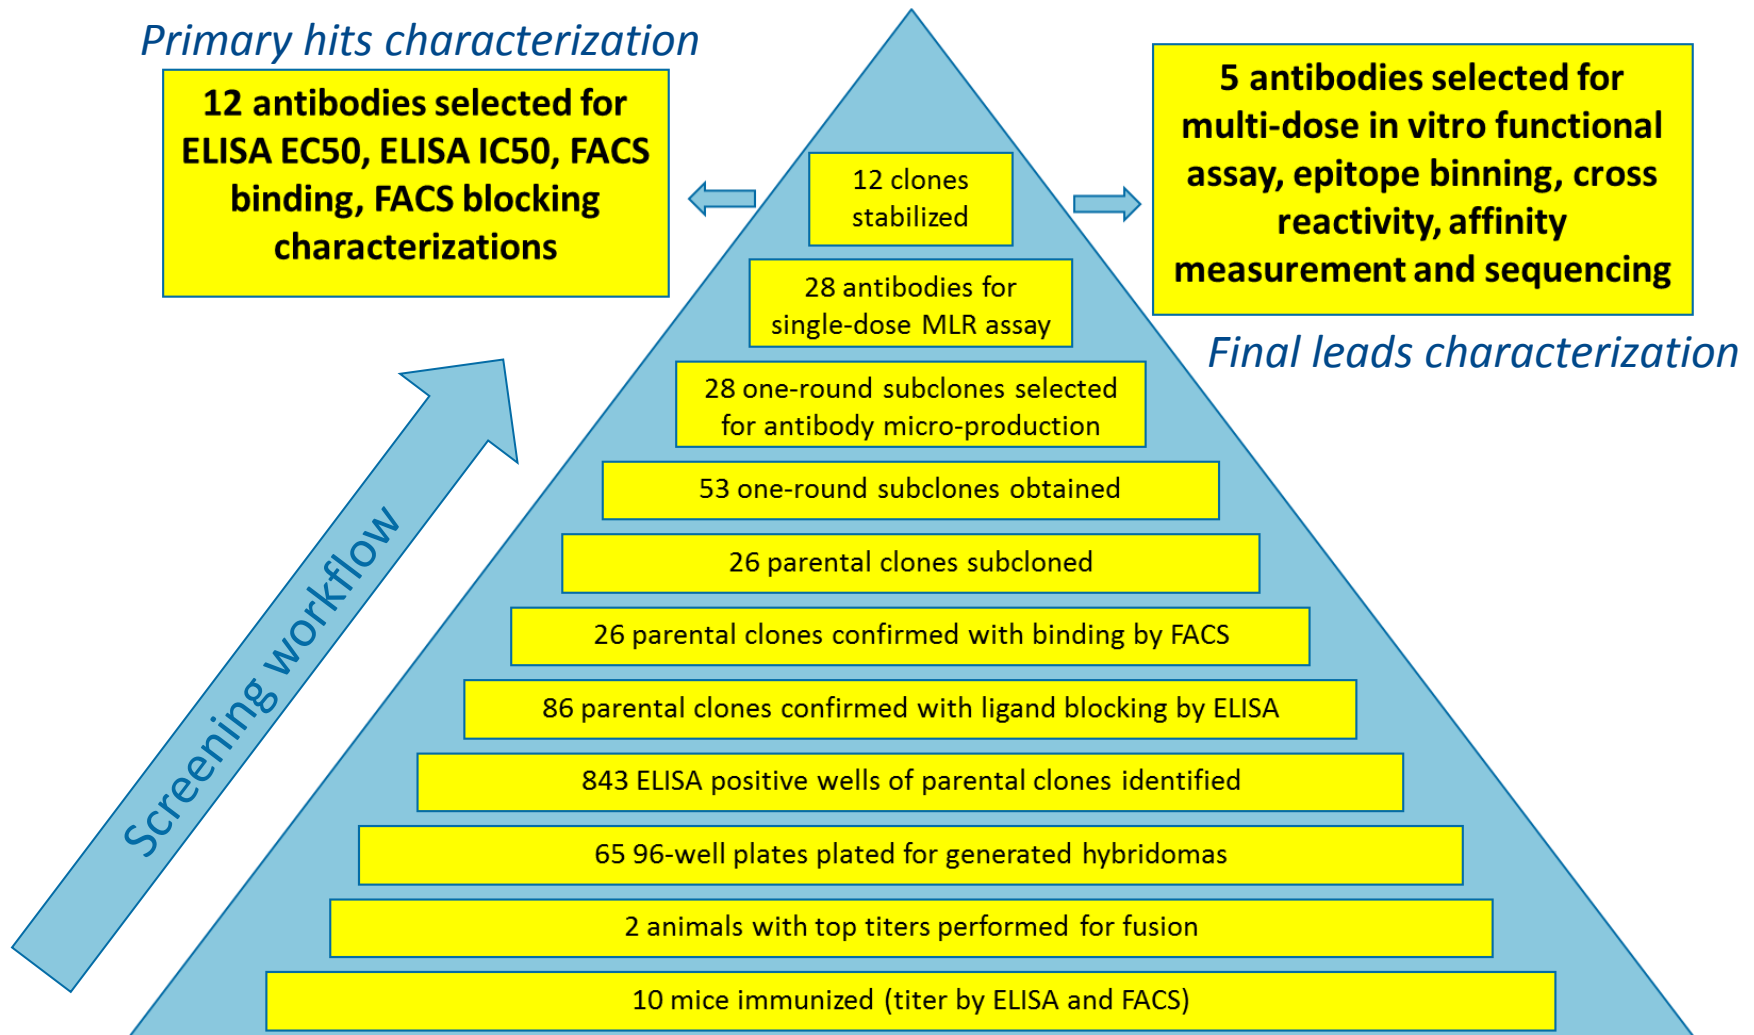 Primary hits characterization
12 antibodies selected for
ELISA EC50, ELISA IC50, FACS
binding, FACS blocking
characterizations
5 antibodies selected for
multi-dose in vitro functional
assay, epitope binning, cross
reactivity, affinity
measurement and sequencing
Final leads characterization
12 clones
stabilized
28 antibodies for
single-dose MLR assay
28 one-round subclones selected
for antibody micro-production
53 one-round subclones obtained
26 parental clones subcloned
26 parental clones confirmed with binding by FACS
86 parental clones confirmed with ligand blocking by ELISA
843 ELISA positive wells of parental clones identified
65 96-well plates plated for generated hybridomas
2 animals with top titers performed for fusion
10 mice immunized (titer by ELISA and FACS)
Screening workflow